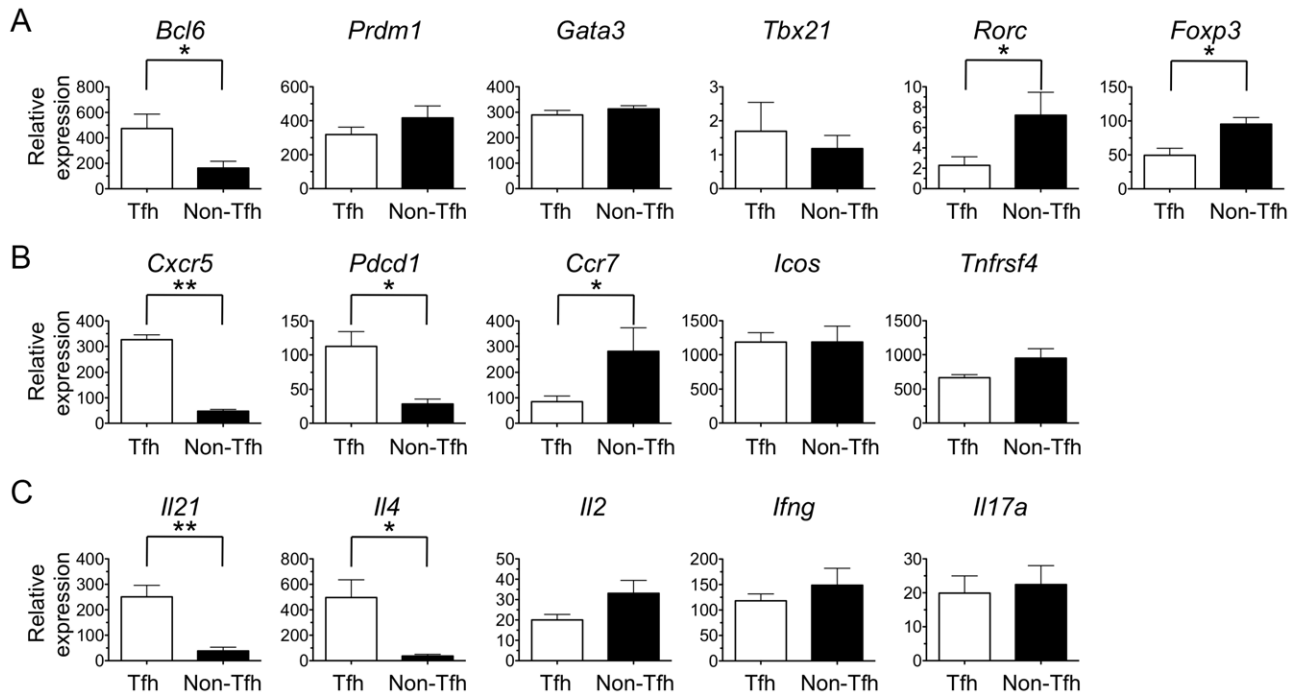 A
Bcl6 Prdm1 Gata3 Tbx21 Rorc Foxp3
* * *
Relative expression
800 600 400 200 0
600 400 200 0
400 300 200 100 0
3 2 1 0
10 8 6 4 2 0
150 100 50 0
Tfh Non-Tfh Tfh Non-Tfh Tfh Non-Tfh Tfh Non-Tfh Tfh Non-Tfh Tfh Non-Tfh
B
Cxcr5 Pdcd1 Ccr7 Icos Tnfrsf4
** * *
Relative expression
400 300 200 100 0
150 100 50 0
400 300 200 100 0
1500 1000 500 0
1500 1000 500 0
Tfh Non-Tfh Tfh Non-Tfh Tfh Non-Tfh Tfh Non-Tfh Tfh Non-Tfh
C
Il21 Il4 Il2 Ifng Il17a
** *
Relative expression
400 300 200 100 0
800 600 400 200 0
50 40 30 20 10 0
200 150 100 50 0
30 20 10 0
Tfh Non-Tfh Tfh Non-Tfh Tfh Non-Tfh Tfh Non-Tfh Tfh Non-Tfh